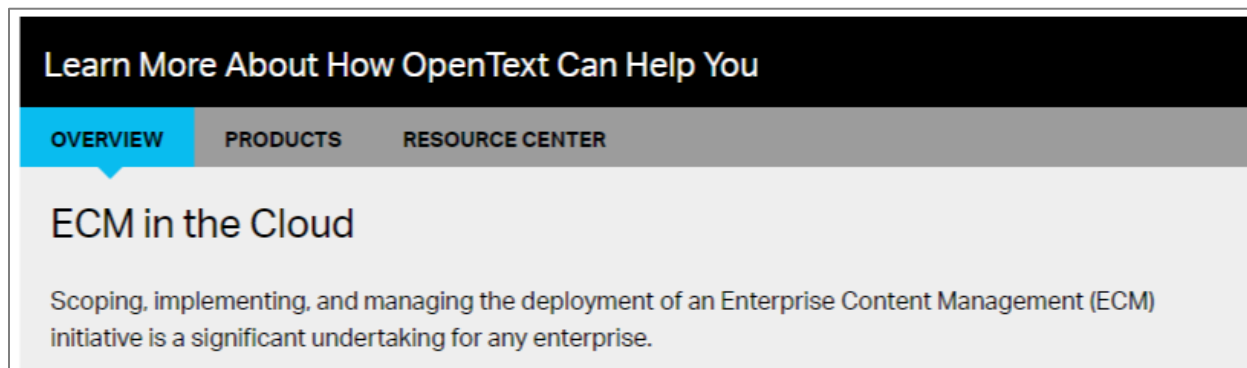 Learn More About How OpenText Can Help You
OVERVIEW PRODUCTS RESOURCE CENTER
ECM in the Cloud
Scoping, implementing, and managing the deployment of an Enterprise Content Management (ECM)
initiative is a significant undertaking for any enterprise.